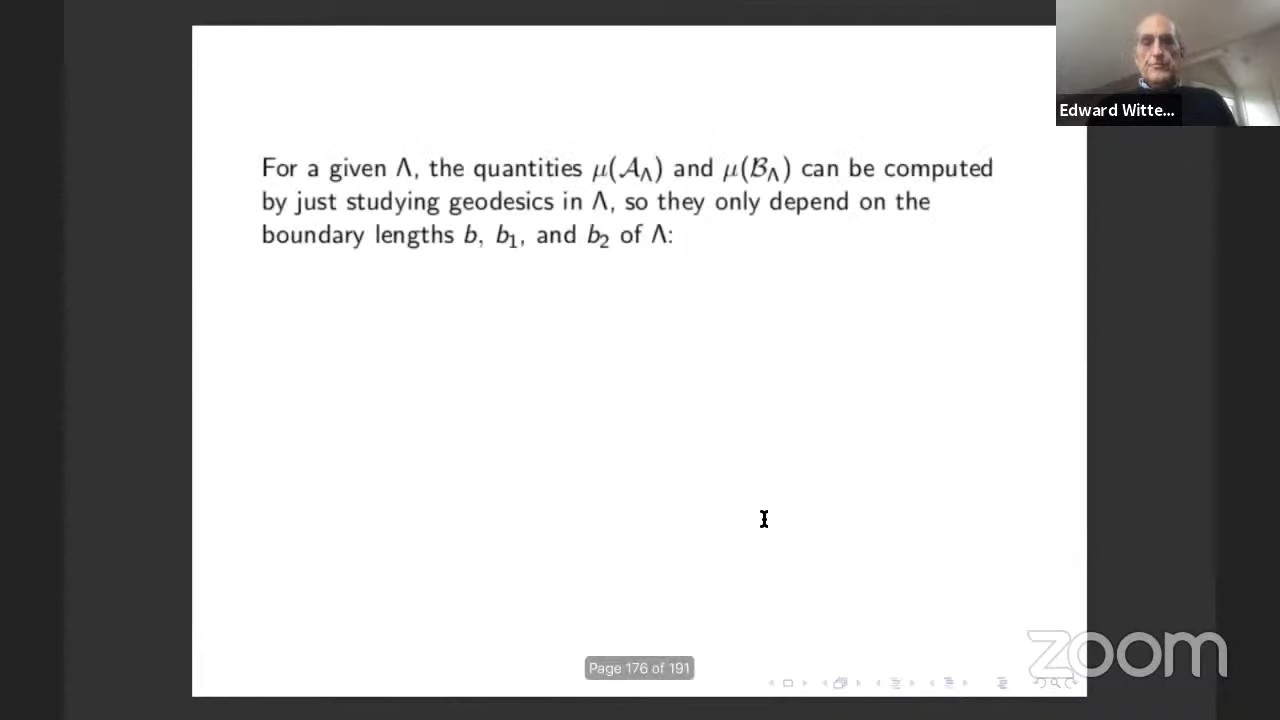 Edward Witte...
For a given Λ, the quantities μ(𝒜_Λ) and μ(ℬ_Λ) can be computed
by just studying geodesics in Λ, so they only depend on the
boundary lengths b, b₁, and b₂ of Λ:
Page 176 of 191
zoom